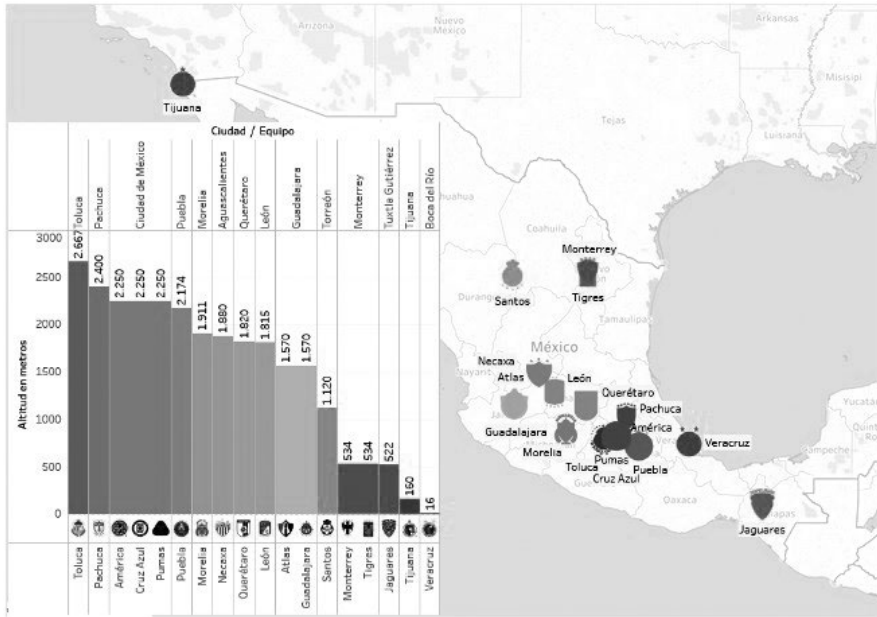 Arizona
Nuevo
México
Arkansas
Misisipi
Tijuana
Texas
Luisiana
Ciudad / Equipo
Toluca
Pachuca
Ciudad de México
Puebla
Morelia
Aguascalientes
Querétaro
León
Guadalajara
Torreón
Monterrey
Tuxtla Gutiérrez
Tijuana
Boca del Río
Altitud en metros
3000
2500
2000
1500
1000
500
0
2.667
2.400
2.250
2.250
2.250
2.174
1.911
1.880
1.820
1.815
1.570
1.570
1.120
534
534
522
160
16
Toluca
Pachuca
América
Cruz Azul
Pumas
Puebla
Morelia
Necaxa
Querétaro
León
Atlas
Guadalajara
Santos
Monterrey
Tigres
Jaguares
Tijuana
Veracruz
Coahuila
Monterrey
Santos
Tigres
Tamaulipas
México
Necaxa
Nayarit
Atlas
León
Querétaro
Pachuca
Guadalajara
América
Veracruz
Morelia
Toluca
Pumas
Puebla
Cruz Azul
Campeche
Oaxaca
Jaguares